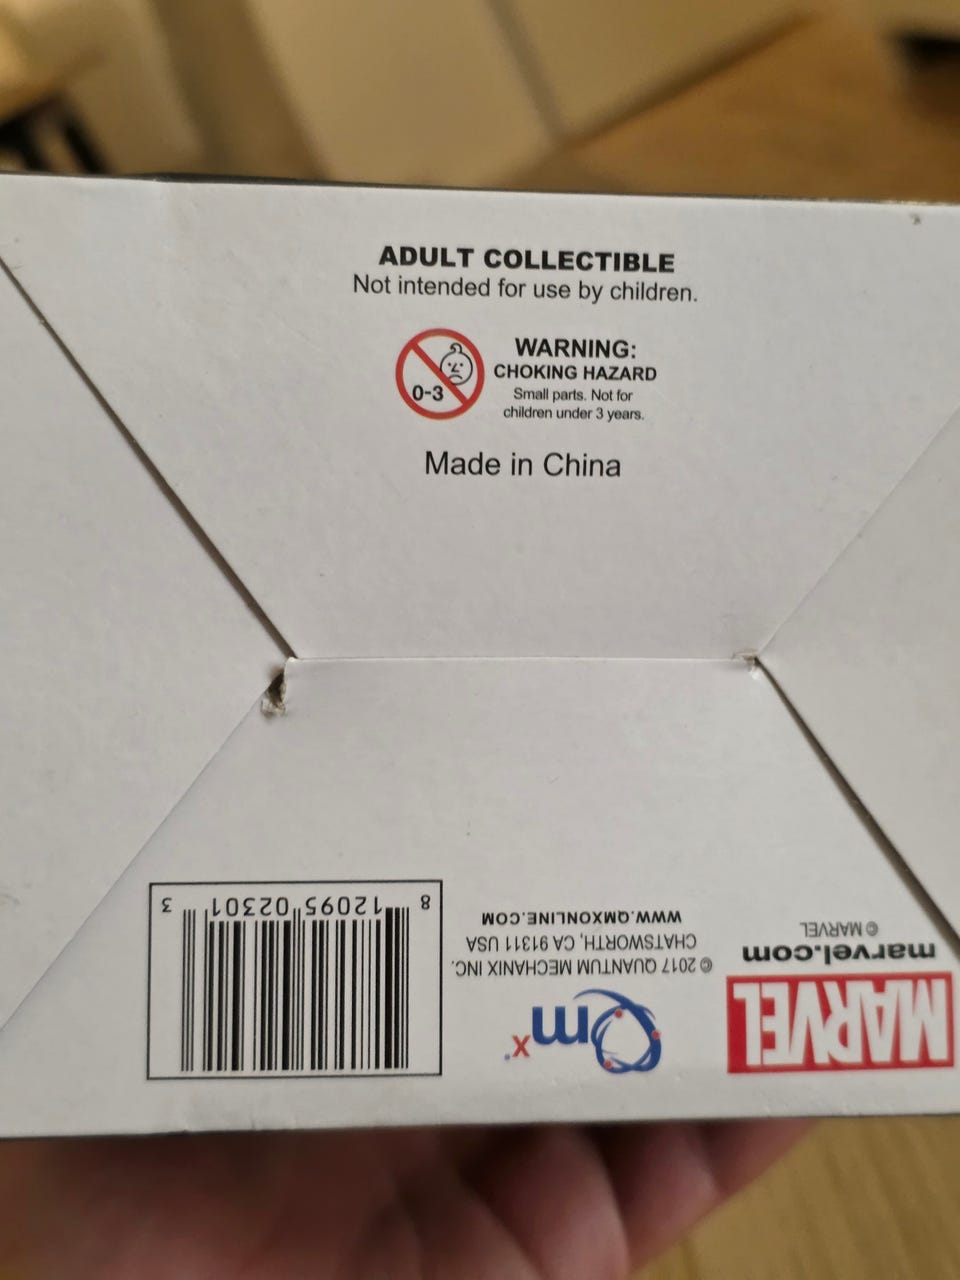 ADULT COLLECTIBLE
Not intended for use by children.
0-3
WARNING:
CHOKING HAZARD
Small parts. Not for
children under 3 years.
Made in China
MARVEL
marvel.com
© MARVEL
Qmx
© 2017 QUANTUM MECHANIX INC.
CHATSWORTH, CA 91311 USA
WWW.QMXONLINE.COM
8 12095 02301 3